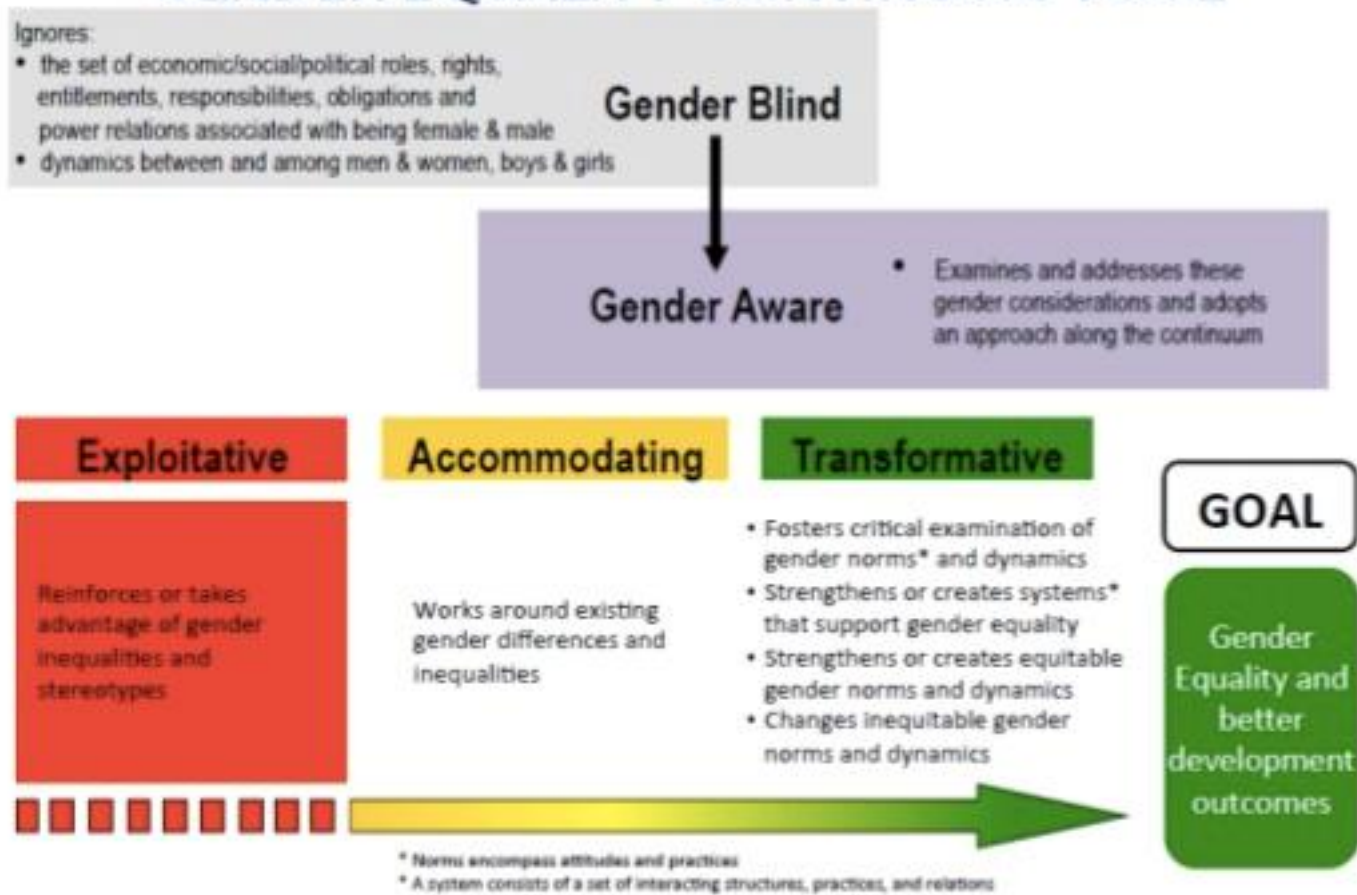 Ignores:
• the set of economic/social/political roles, rights,
entitlements, responsibilities, obligations and
power relations associated with being female & male
• dynamics between and among men & women, boys & girls
Gender Blind
Gender Aware
• Examines and addresses these
gender considerations and adopts
an approach along the continuum
Exploitative
Reinforces or takes
advantage of gender
inequalities and
stereotypes
Accommodating
Works around existing
gender differences and
inequalities
Transformative
• Fosters critical examination of
gender norms* and dynamics
• Strengthens or creates systems*
that support gender equality
• Strengthens or creates equitable
gender norms and dynamics
• Changes inequitable gender
norms and dynamics
GOAL
Gender
Equality and
better
development
outcomes
* Norms encompass attitudes and practices
* A system consists of a set of interacting structures, practices, and relations